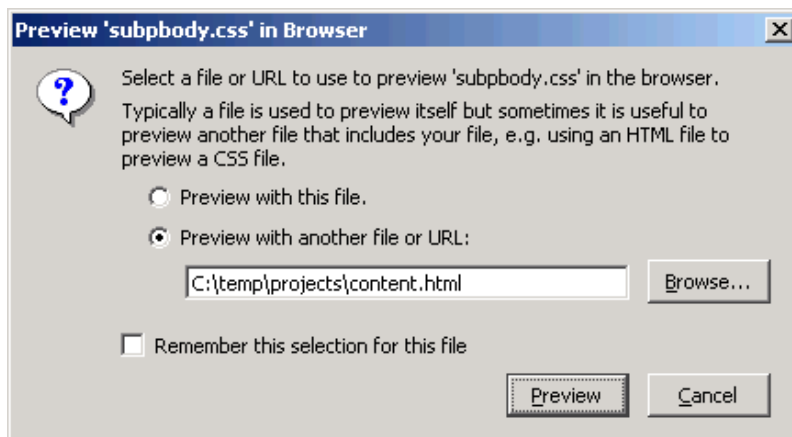 Preview 'subpbody.css' in Browser
Select a file or URL to use to preview 'subpbody.css' in the browser.
Typically a file is used to preview itself but sometimes it is useful to
preview another file that includes your file, e.g. using an HTML file to
preview a CSS file.
Preview with this file.
Preview with another file or URL:
C:\temp\projects\content.html
Browse...
Remember this selection for this file
Preview
Cancel